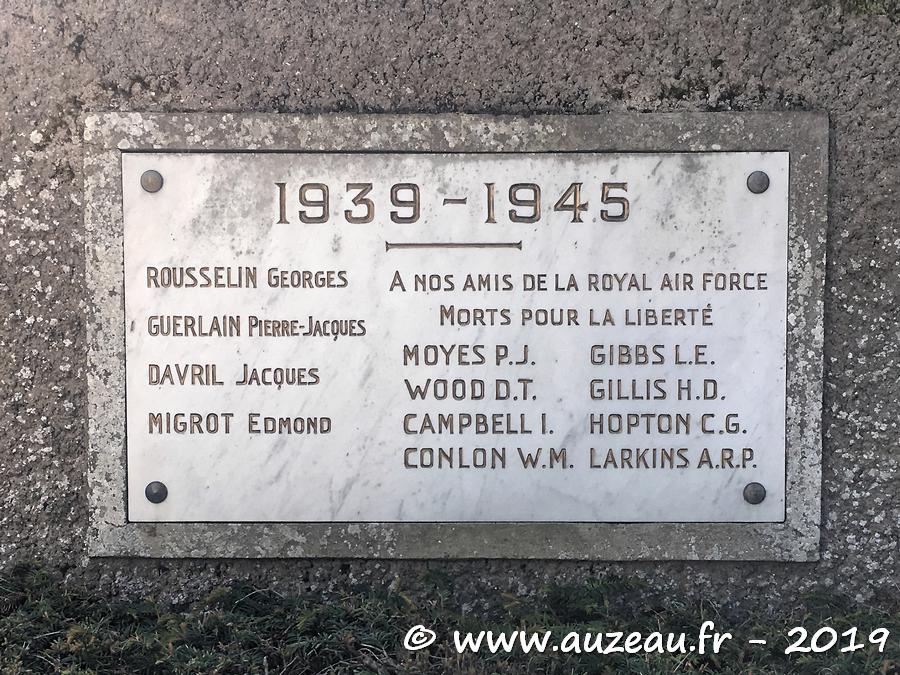 1939 - 1945
ROUSSELIN GEORGES
GUERLAIN PIERRE-JACQUES
DAVRIL JACQUES
MIGROT EDMOND
A NOS AMIS DE LA ROYAL AIR FORCE
MORTS POUR LA LIBERTÉ
MOYES P.J.
WOOD D.T.
CAMPBELL I.
CONLON W.M.
GIBBS L.E.
GILLIS H.D.
HOPTON C.G.
LARKINS A.R.P.
© www.auzeau.fr - 2019